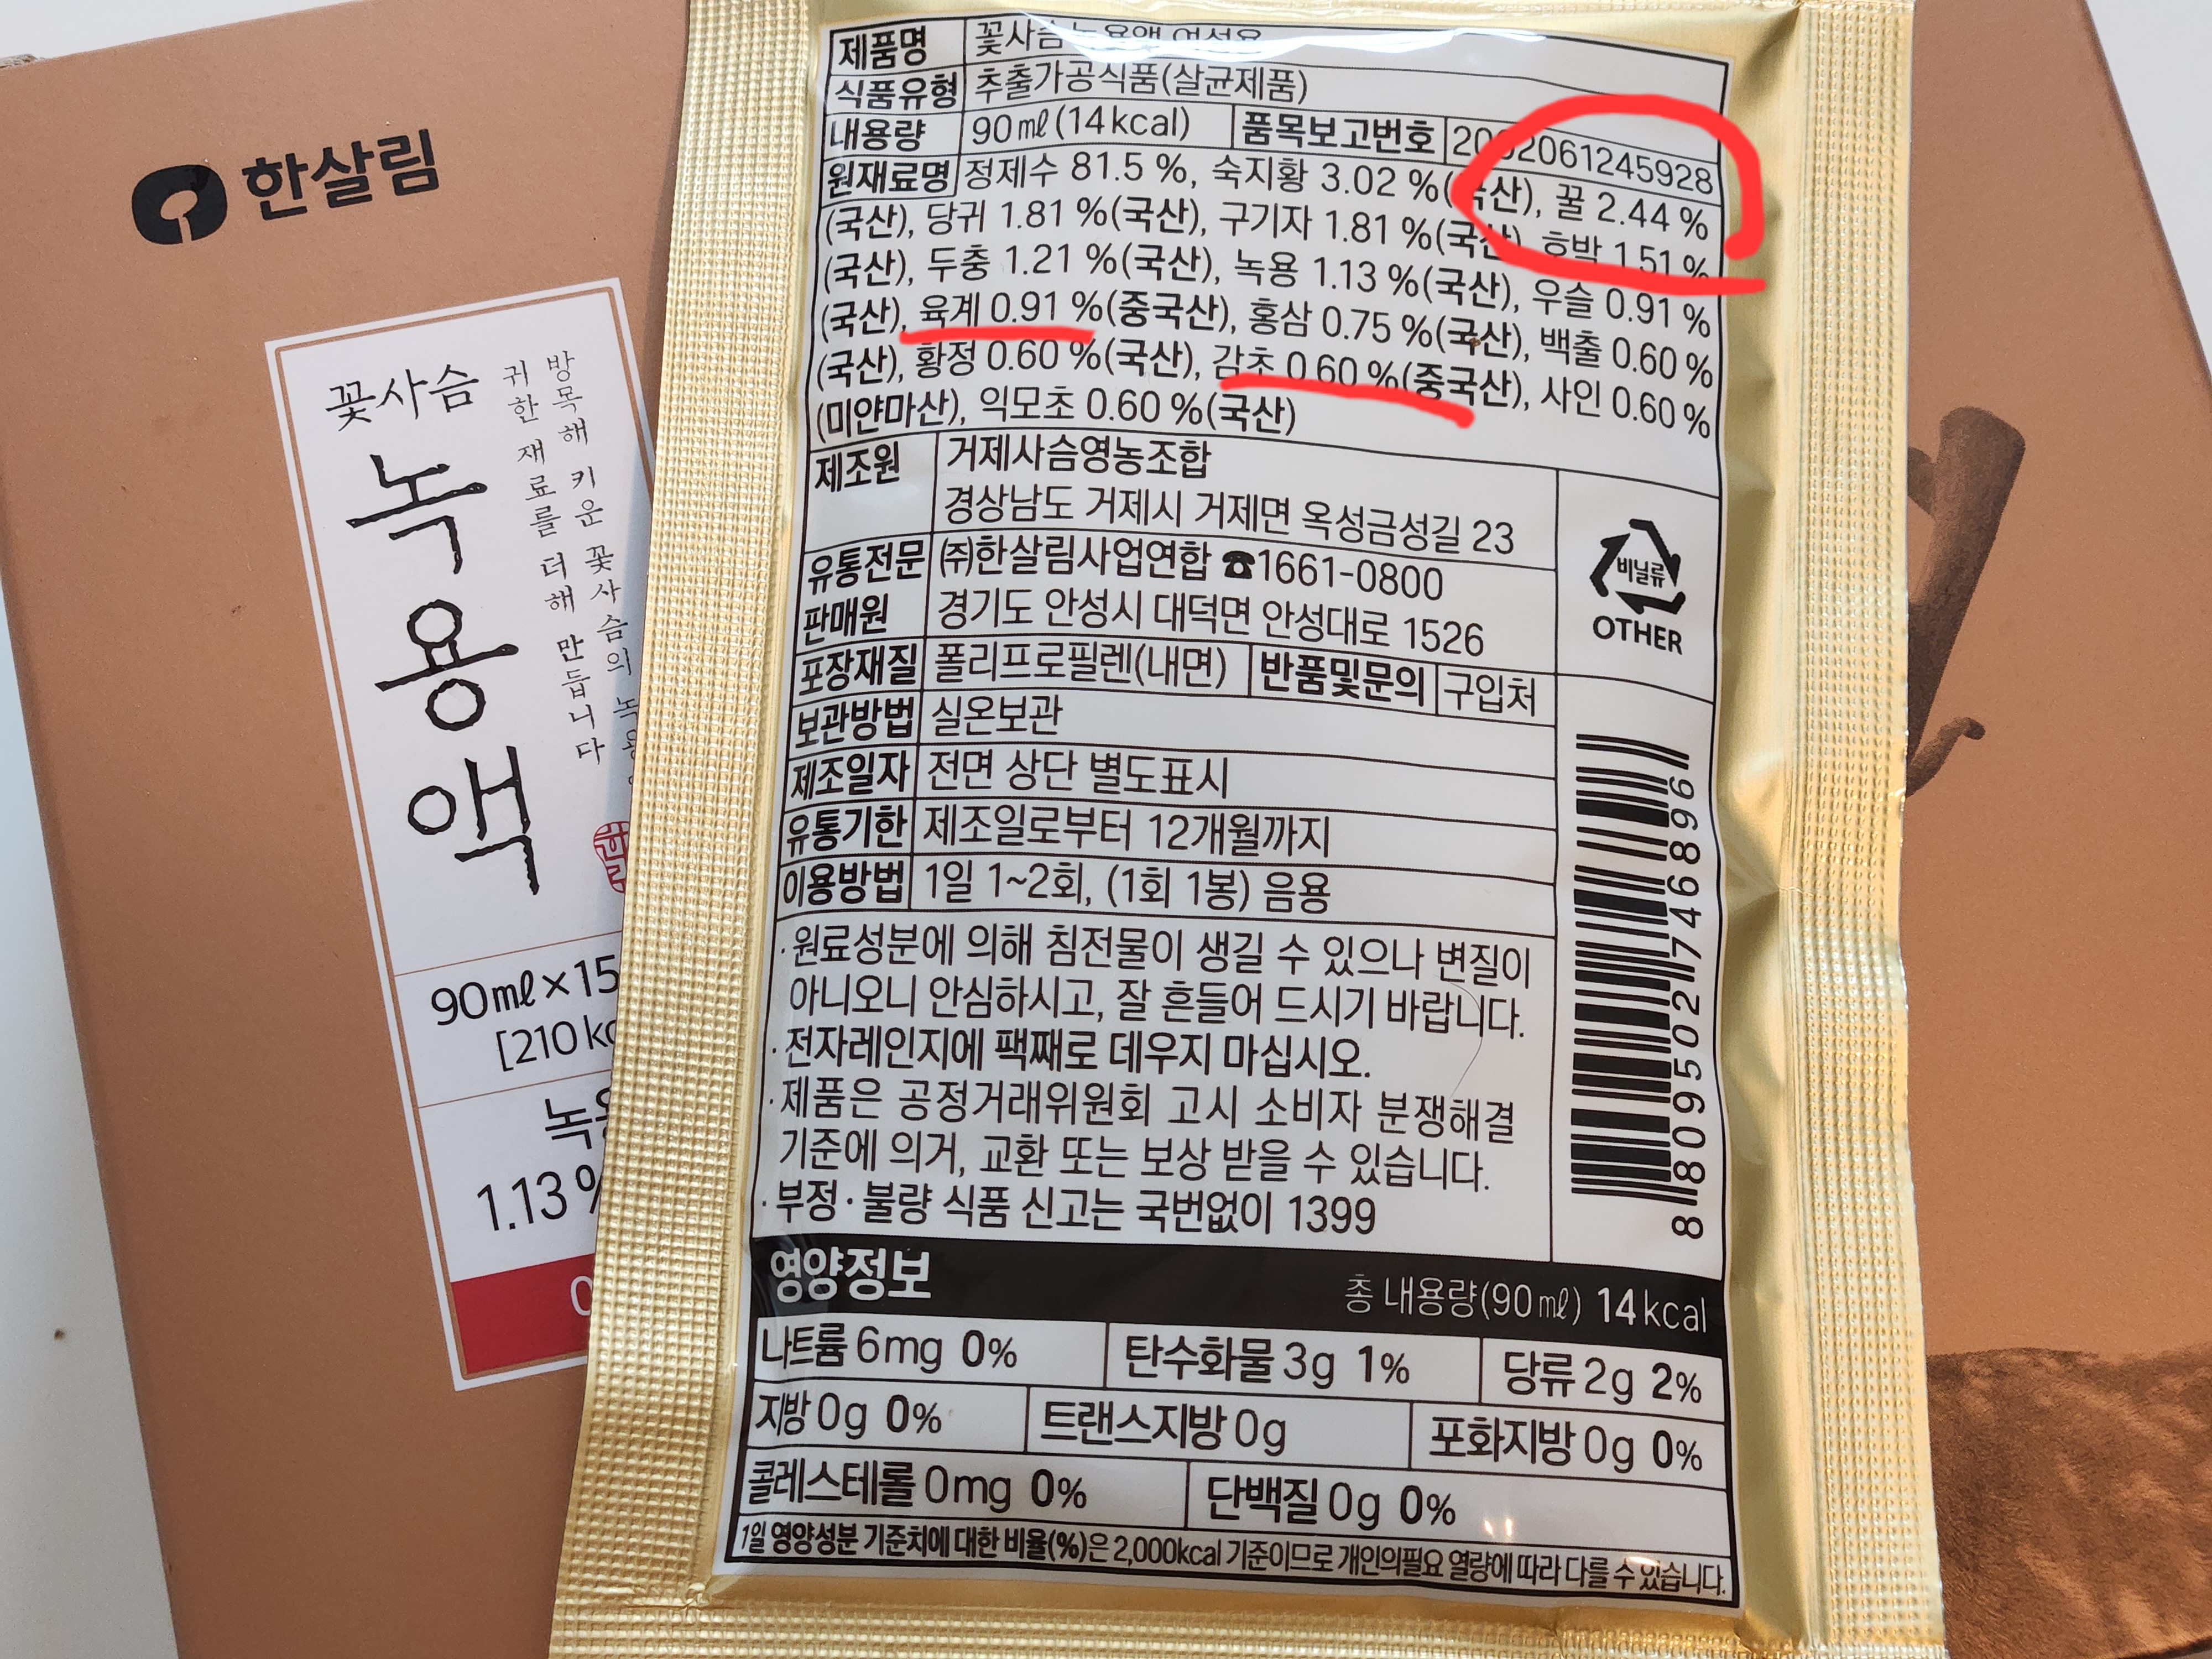 한살림
꽃사슴
녹용액
방목해 키운 꽃사슴의
귀한 재료를 더해 만듭니다
90㎖×15
[210
1.13%
제품명 꽃사슴 녹용액 여성용
식품유형 추출가공식품(살균제품)
내용량 90㎖(14kcal) 품목보고번호 2002061245928
원재료명 정제수 81.5 %, 숙지황 3.02 %(국산), 꿀 2.44 %
(국산), 당귀 1.81 %(국산), 구기자 1.81 %(국산), 호박 1.51 %
(국산), 두충 1.21 %(국산), 녹용 1.13 %(국산), 우슬 0.91 %
(국산), 육계 0.91 %(중국산), 홍삼 0.75 %(국산), 백출 0.60 %
(국산), 황정 0.60 %(국산), 감초 0.60 %(중국산), 사인 0.60 %
(미얀마산), 익모초 0.60 %(국산)
제조원 거제사슴영농조합
경상남도 거제시 거제면 옥성금성길 23
유통전문 ㈜한살림사업연합 ☎1661-0800
판매원 경기도 안성시 대덕면 안성대로 1526
포장재질 폴리프로필렌(내면) 반품및문의 구입처
보관방법 실온보관
제조일자 전면 상단 별도표시
유통기한 제조일로부터 12개월까지
이용방법 1일 1~2회, (1회 1봉) 음용
비닐류
OTHER
· 원료성분에 의해 침전물이 생길 수 있으나 변질이
아니오니 안심하시고, 잘 흔들어 드시기 바랍니다.
· 전자레인지에 팩째로 데우지 마십시오.
· 제품은 공정거래위원회 고시 소비자 분쟁해결
기준에 의거, 교환 또는 보상 받을 수 있습니다.
· 부정·불량 식품 신고는 국번없이 1399
8809502746896
영양정보 총 내용량(90㎖) 14kcal
나트륨 6mg 0% 탄수화물 3g 1% 당류 2g 2%
지방 0g 0% 트랜스지방 0g 포화지방 0g 0%
콜레스테롤 0mg 0% 단백질 0g 0%
1일 영양성분 기준치에 대한 비율(%)은 2,000kcal 기준이므로 개인의필요 열량에 따라 다를 수 있습니다.